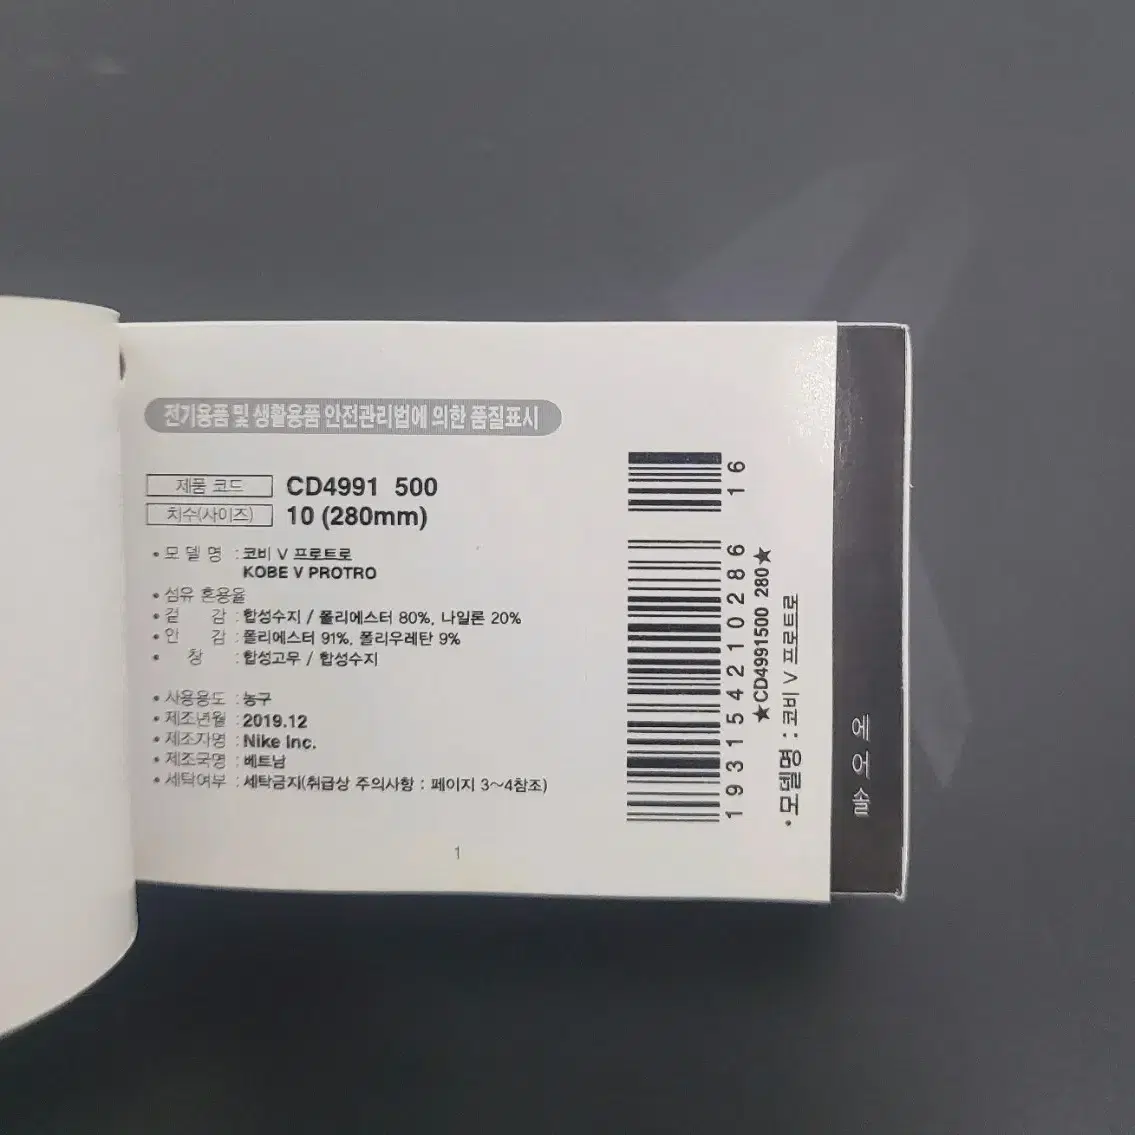 전기용품 및 생활용품 안전관리법에 의한 품질표시
제품 코드 CD4991 500
치수(사이즈) 10 (280mm)
• 모 델 명 : 코비 V 프로트로
KOBE V PROTRO
• 섬유 혼용율
• 겉 감 : 합성수지 / 폴리에스터 80%, 나일론 20%
• 안 감 : 폴리에스터 91%, 폴리우레탄 9%
• 창 : 합성고무 / 합성수지
• 사용용도 : 농구
• 제조년월 : 2019.12
• 제조자명 : Nike Inc.
• 제조국명 : 베트남
• 세탁여부 : 세탁금지(취급상 주의사항 : 페이지 3~4참조)
1
193154210286 16
★CD4991500 280★
•모델명 : 코비 V 프로트로
에어솔